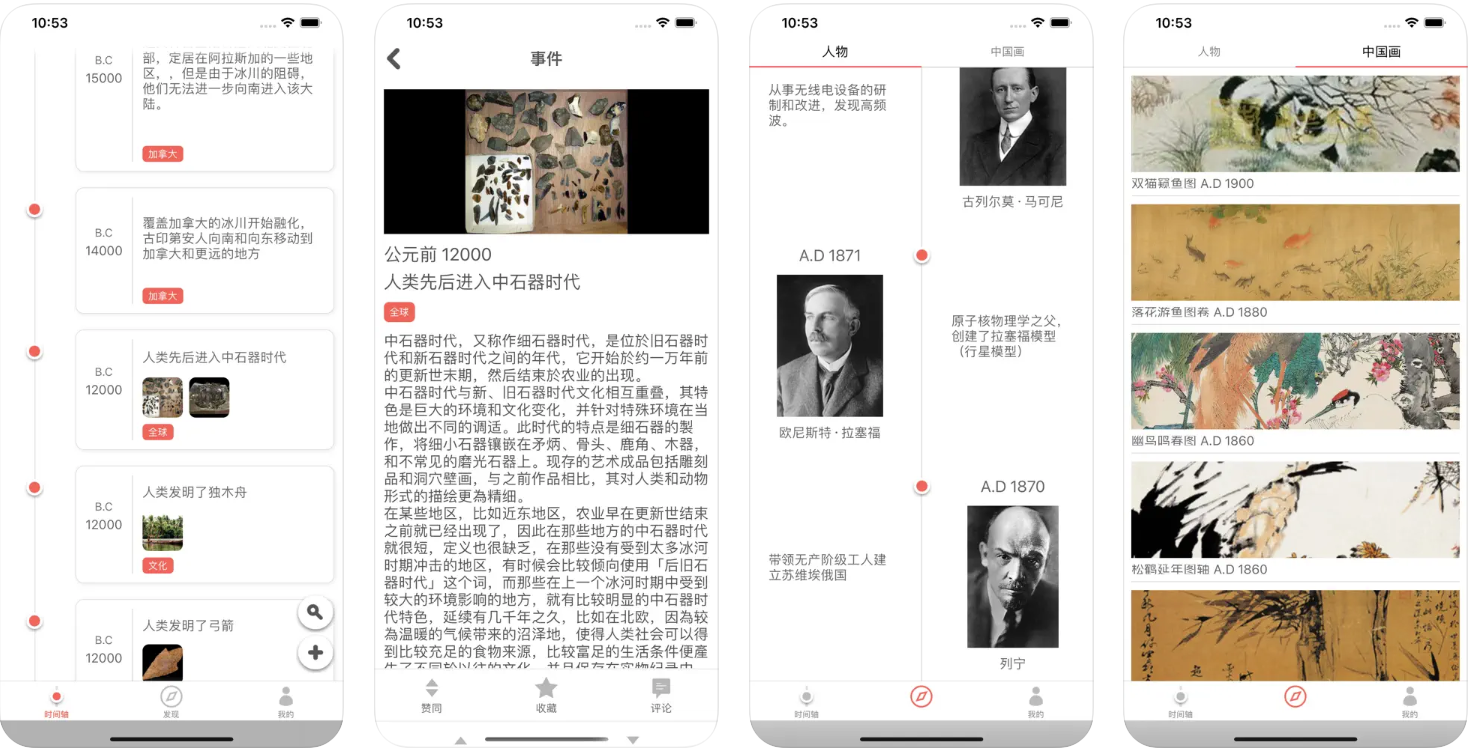 10:53
B.C
15000
部，定居在阿拉斯加的一些地
区，，但是由于冰川的阻碍，
他们无法进一步向南进入该大
陆。
加拿大
B.C
14000
覆盖加拿大的冰川开始融化，
古印第安人向南和向东移动到
加拿大和更远的地方
加拿大
B.C
12000
人类先后进入中石器时代
全球
B.C
12000
人类发明了独木舟
文化
B.C
12000
人类发明了弓箭
时间轴
发现
我的
10:53
事件
公元前 12000
人类先后进入中石器时代
全球
中石器时代，又称作细石器时代，是位於旧石器时
代和新石器时代之间的年代，它开始於约一万年前
的更新世末期，然后结束於农业的出现。
中石器时代与新、旧石器时代文化相互重叠，其特
色是巨大的环境和文化变化，并针对特殊环境在当
地做出不同的调适。此时代的特点是细石器的製
作，将细小石器镶嵌在矛炳、骨头、鹿角、木器，
和不常见的磨光石器上。现存的艺术成品包括雕刻
品和洞穴壁画，与之前作品相比，其对人类和动物
形式的描绘更為精细。
在某些地区，比如近东地区，农业早在更新世结束
之前就已经出现了，因此在那些地方的中石器时代
就很短，定义也很缺乏，在那些没有受到太多冰河
时期冲击的地区，有时候会比较倾向使用「后旧石
器时代」这个词，而那些在上一个冰河时期中受到
较大的环境影响的地方，就有比较明显的中石器时
代特色，延续有几千年之久，比如在北欧，因為较
為温暖的气候带来的沼泽地，使得人类社会可以得
到比较充足的食物来源，比较富足的生活条件便產
生了不同於以往的文化，并且保存在实物纪录中
赞同
收藏
评论
10:53
人物
中国画
从事无线电设备的研
制和改进，发现高频
波。
古列尔莫·马可尼
A.D 1871
原子核物理学之父，
创建了拉塞福模型
（行星模型）
欧尼斯特·拉塞福
A.D 1870
带领无产阶级工人建
立苏维埃俄国
列宁
时间轴
我的
10:53
人物
中国画
双猫窥鱼图 A.D 1900
落花游鱼图卷 A.D 1880
幽鸟鸣春图 A.D 1860
松鹤延年图轴 A.D 1860
时间轴
我的